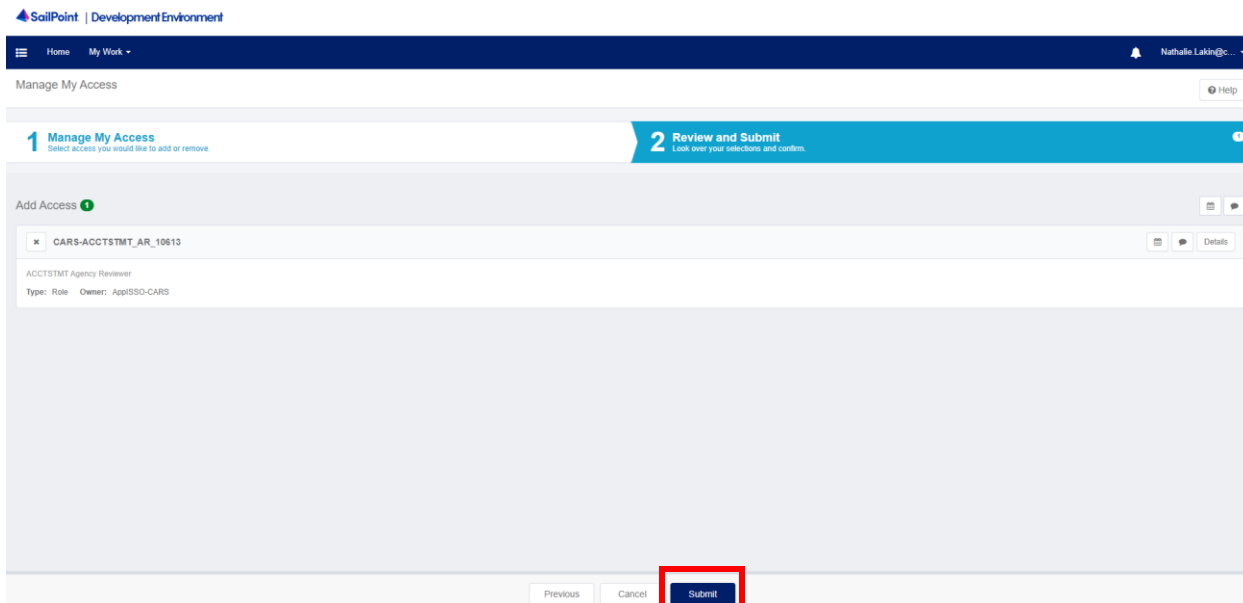 SailPoint | Development Environment
Home My Work
Nathalie.Lakin@c...
Manage My Access
Help
1 Manage My Access
Select access you would like to add or remove.
2 Review and Submit
Look over your selections and confirm.
1
Add Access 1
CARS-ACCTSTMT_AR_10613
Details
ACCTSTMT Agency Reviewer
Type: Role Owner: ApplSSO-CARS
Previous Cancel Submit